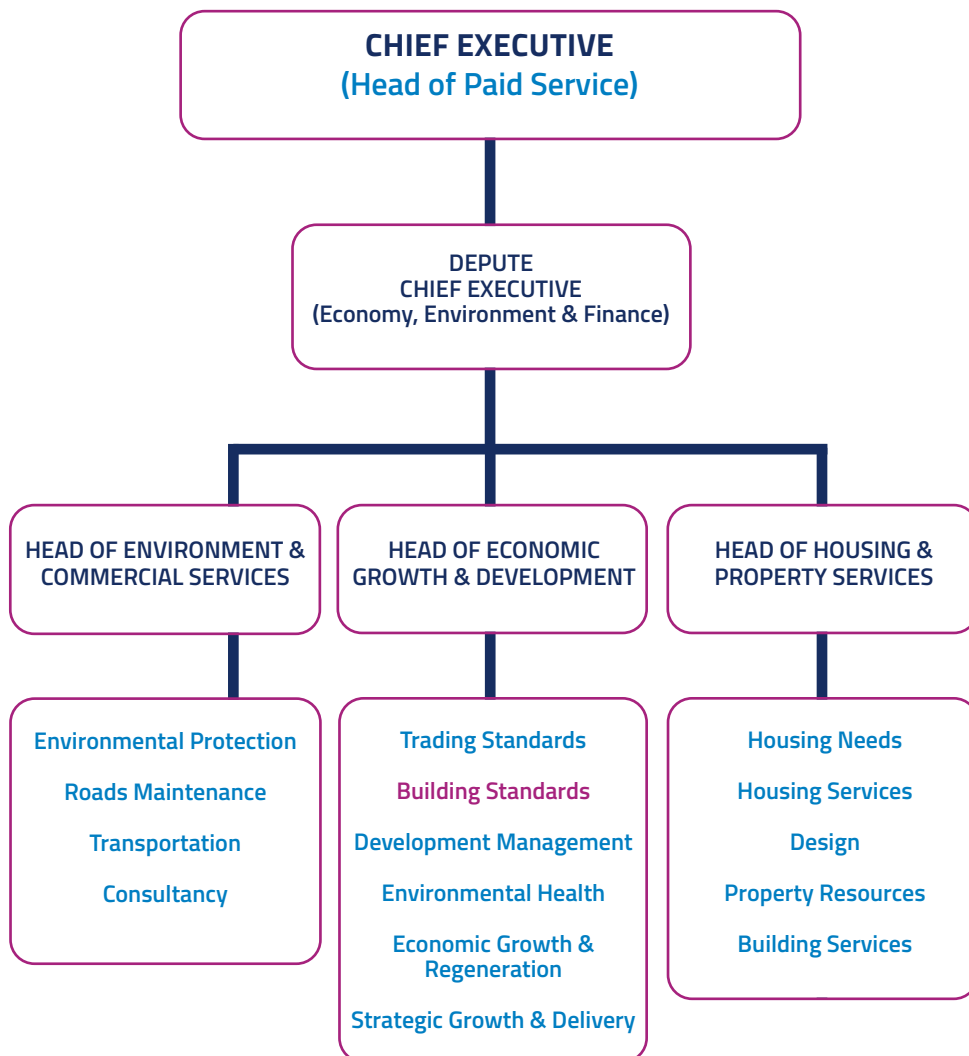 CHIEF EXECUTIVE
(Head of Paid Service)
DEPUTE
CHIEF EXECUTIVE
(Economy, Environment & Finance)
HEAD OF ENVIRONMENT &
COMMERCIAL SERVICES
HEAD OF ECONOMIC
GROWTH & DEVELOPMENT
HEAD OF HOUSING &
PROPERTY SERVICES
Environmental Protection
Roads Maintenance
Transportation
Consultancy
Trading Standards
Building Standards
Development Management
Environmental Health
Economic Growth &
Regeneration
Strategic Growth & Delivery
Housing Needs
Housing Services
Design
Property Resources
Building Services